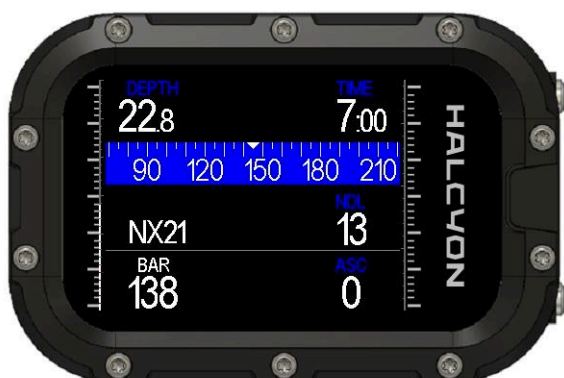 DEPTH TIME
22.8 7:00
90 120 150 180 210
NDL
NX21 13
BAR ASC
138 0
HALCYON